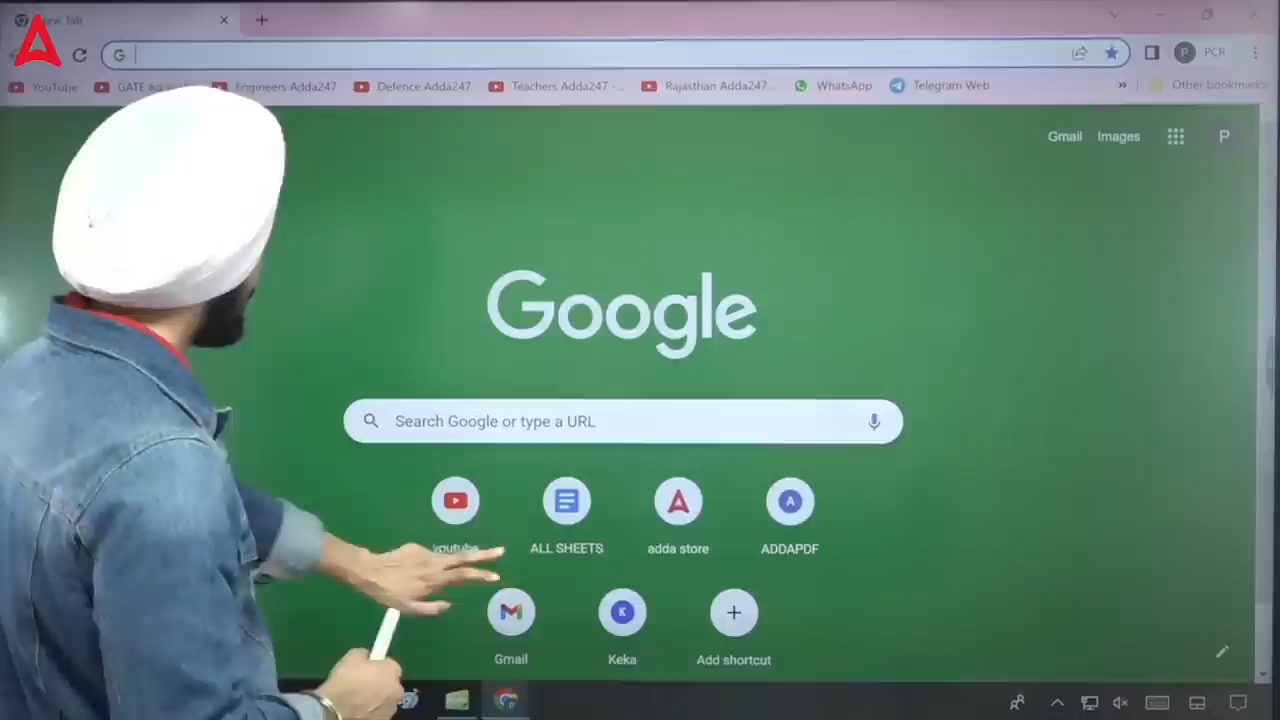 New Tab
PCR
YouTube
Engineers Adda247
Defence Adda247
Teachers Adda247 -...
Rajasthan Adda247...
WhatsApp
Telegram Web
Other bookmarks
Gmail
Images
P
Google
Search Google or type a URL
youtube
ALL SHEETS
adda store
ADDAPDF
Gmail
Keka
Add shortcut